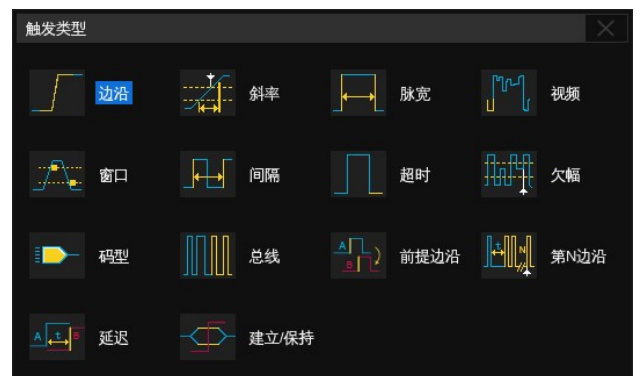 触发类型
边沿 斜率 脉宽 视频
窗口 间隔 超时 欠幅
码型 总线 A B 前提边沿 t N 第N边沿
A t B 延迟 建立/保持